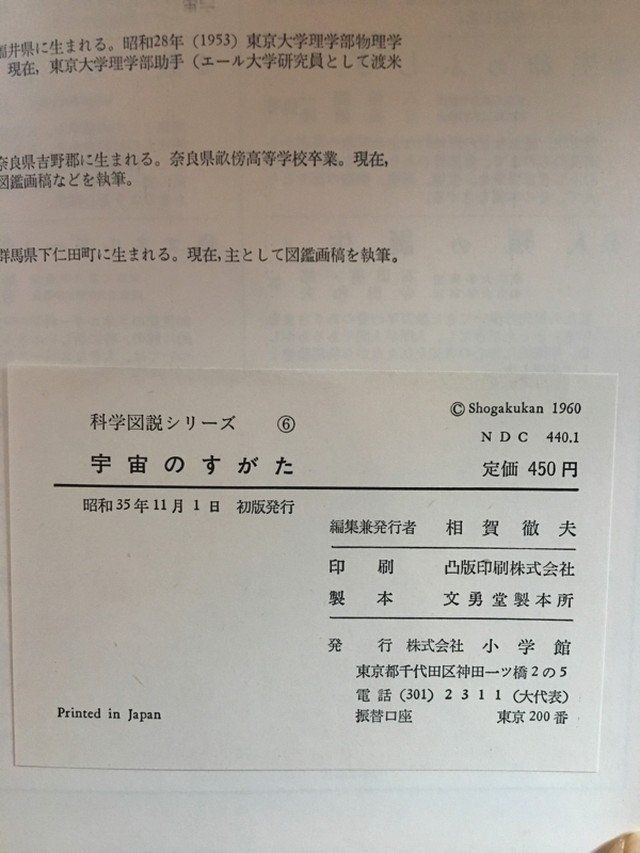 福井県に生まれる。昭和28年（1953）東京大学理学部物理学
現在，東京大学理学部助手（エール大学研究員として渡米
奈良県吉野郡に生まれる。奈良県畝傍高等学校卒業。現在，
図鑑画稿などを執筆。
群馬県下仁田町に生まれる。現在，主として図鑑画稿を執筆。
科学図説シリーズ ⑥
© Shogakukan 1960
NDC 440.1
宇宙のすがた
定価 450円
昭和35年11月1日 初版発行
編集兼発行者 相賀徹夫
印刷 凸版印刷株式会社
製本 文勇堂製本所
発行 株式会社 小学館
東京都千代田区神田一ツ橋2の5
電話（301）2311（大代表）
振替口座 東京200番
Printed in Japan